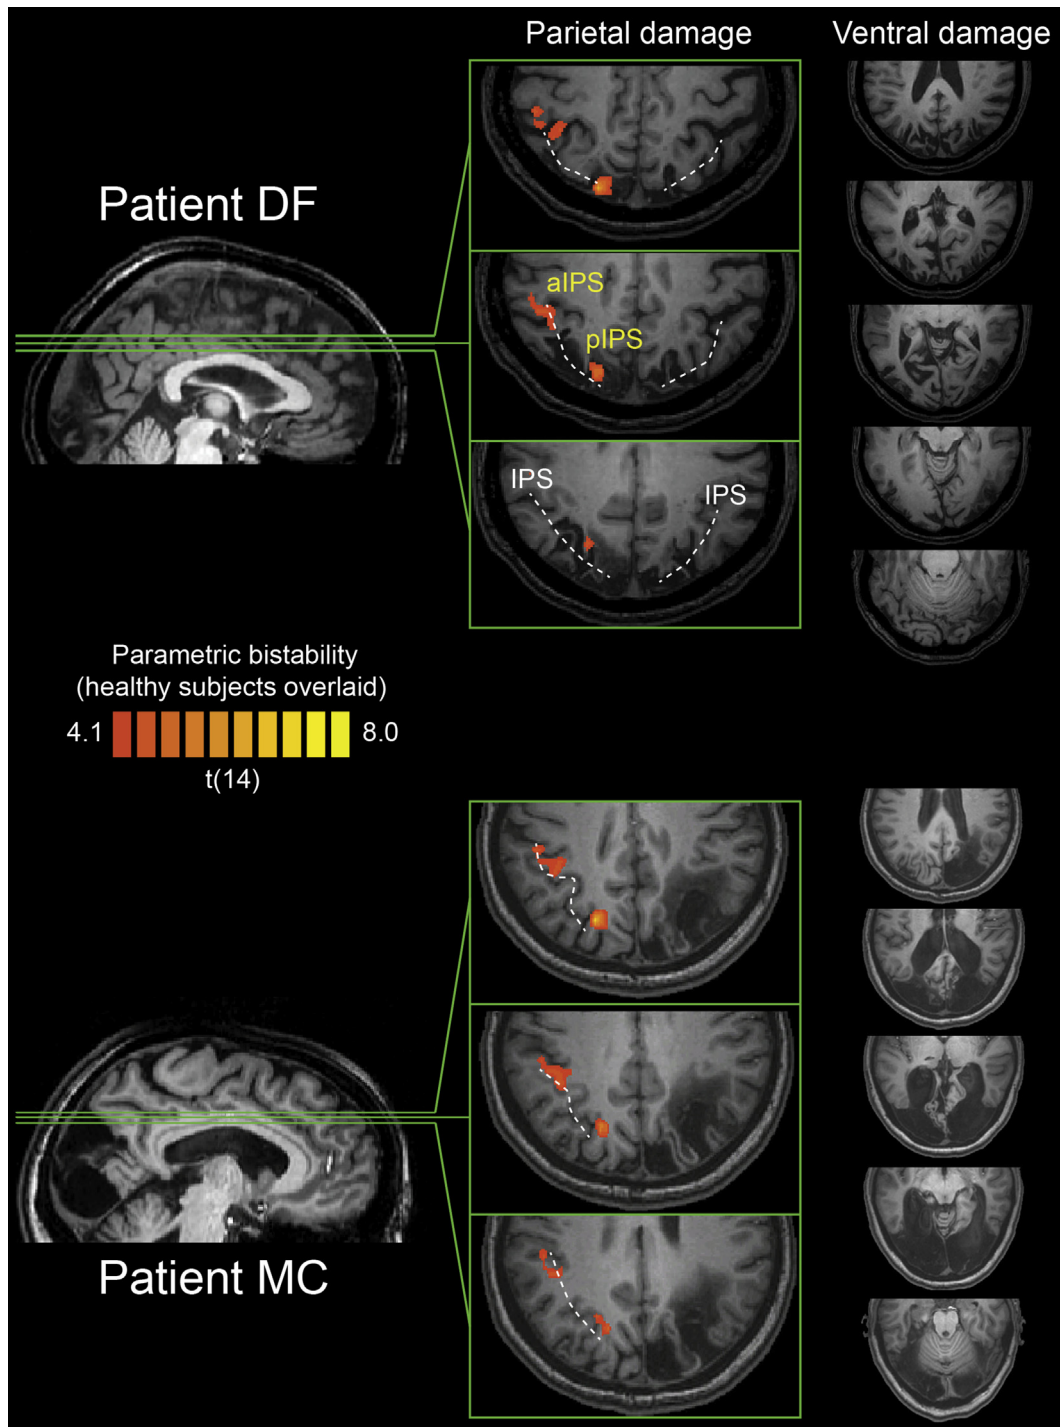 Parietal damage
Ventral damage
Patient DF
aIPS
pIPS
IPS
IPS
Parametric bistability
(healthy subjects overlaid)
4.1
8.0
t(14)
Patient MC